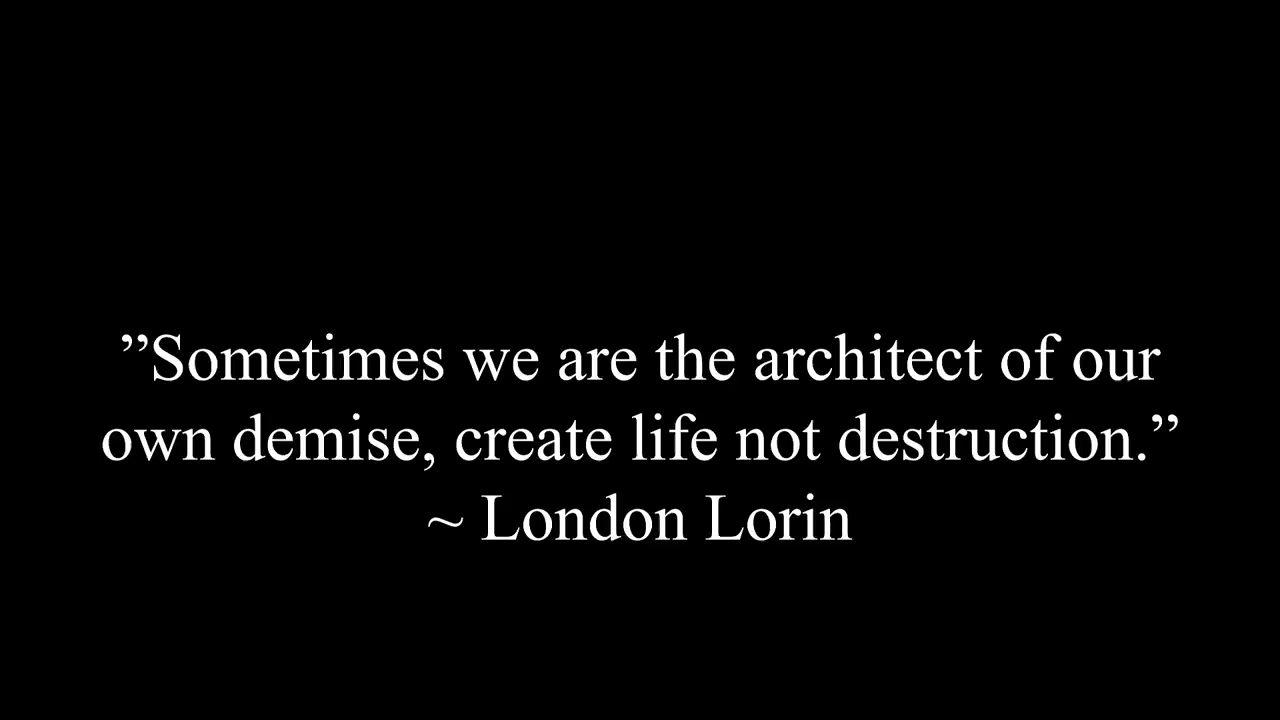 ”Sometimes we are the architect of our
own demise, create life not destruction.”
~ London Lorin